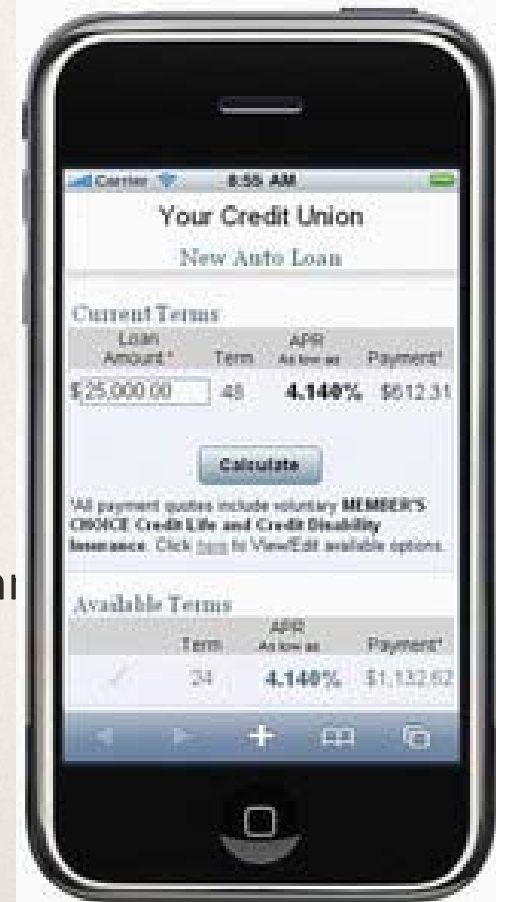 Carrier 8:55 AM
Your Credit Union
New Auto Loan
Current Terms
Loan Amount* Term APR As low as Payment*
$ 25,000.00 48 4.140% $612.31
Calculate
*All payment quotes include voluntary MEMBER'S
CHOICE Credit Life and Credit Disability
Insurance. Click here to View/Edit available options.
Available Terms
Term APR As low as Payment*
24 4.140% $1,132.62